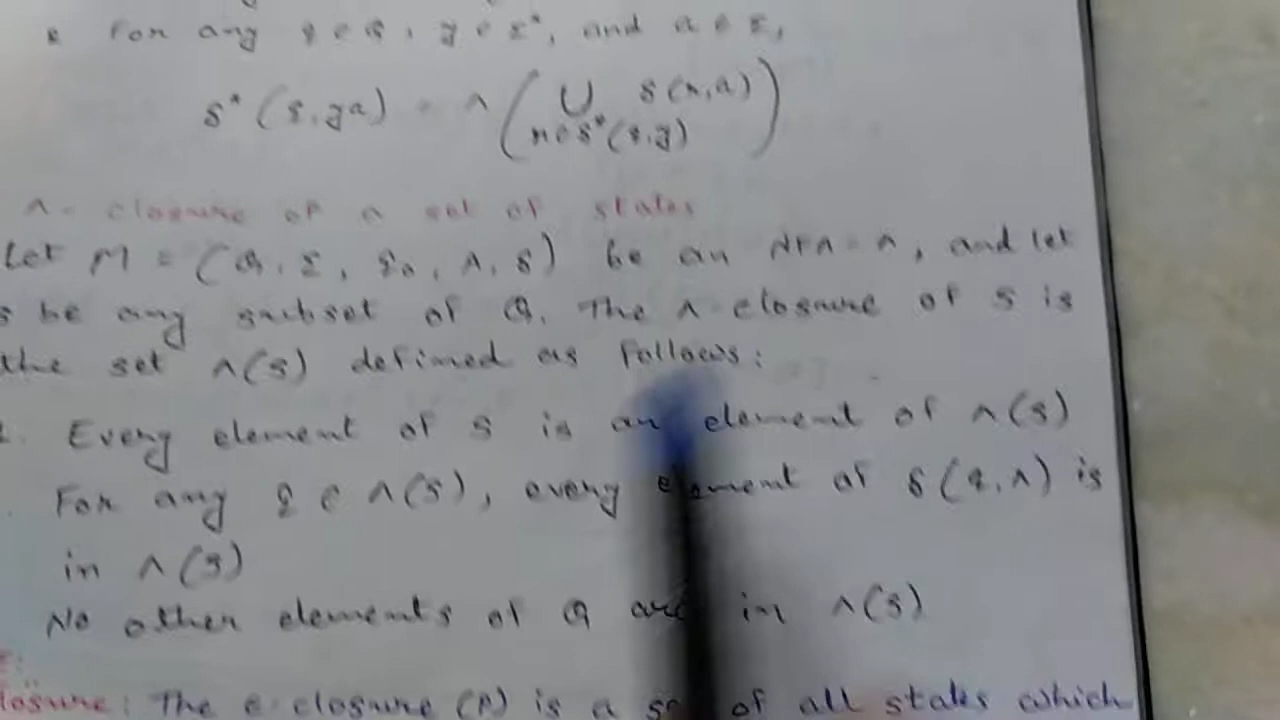 For any q ∈ Q, y ∈ Σ*, and a ∈ Σ,
δ*(q, ya) = ∧ ( ∪ δ(r,a) )
r ∈ δ*(q,y)
∧- closure of a set of states
Let M = (Q, Σ, q₀, A, δ) be an NFA-∧, and let
S be any subset of Q. The ∧-closure of S is
the set ∧(S) defined as follows:
1. Every element of S is an element of ∧(S)
For any q ∈ ∧(S), every element of δ(q,∧) is
in ∧(S)
No other elements of Q are in ∧(S)
losure: The e-closure (P) is a of all states which